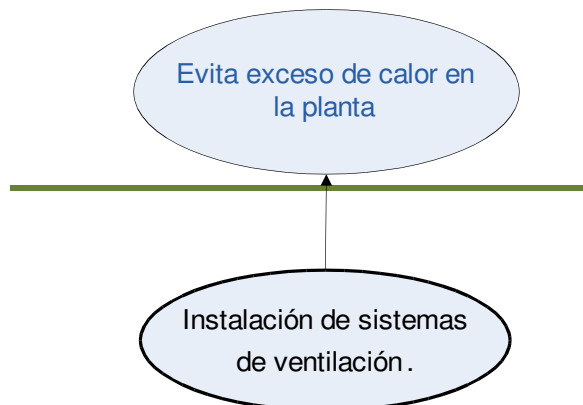 Evita exceso de calor en
la planta
Instalación de sistemas
de ventilación.